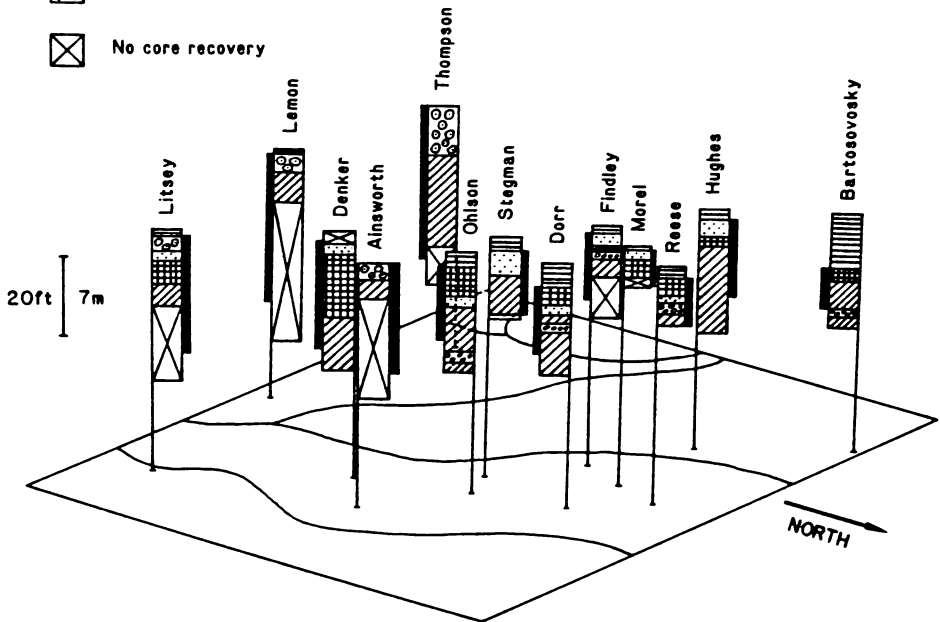 No core recovery
Litsey
Lemon
Denker
Ainsworth
Thompson
Ohlson
Stegman
Dorr
Findley
Morel
Reese
Hughes
Bartosovosky
20ft 7m
NORTH